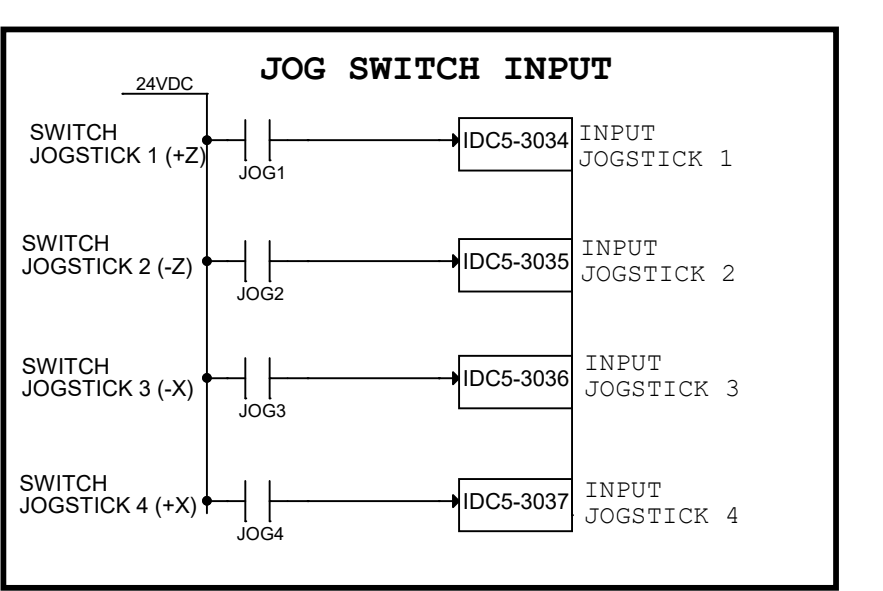 JOG SWITCH INPUT
24VDC
SWITCH
JOGSTICK 1 (+Z)
JOG1
IDC5-3034
INPUT
JOGSTICK 1
SWITCH
JOGSTICK 2 (-Z)
JOG2
IDC5-3035
INPUT
JOGSTICK 2
SWITCH
JOGSTICK 3 (-X)
JOG3
IDC5-3036
INPUT
JOGSTICK 3
SWITCH
JOGSTICK 4 (+X)
JOG4
IDC5-3037
INPUT
JOGSTICK 4